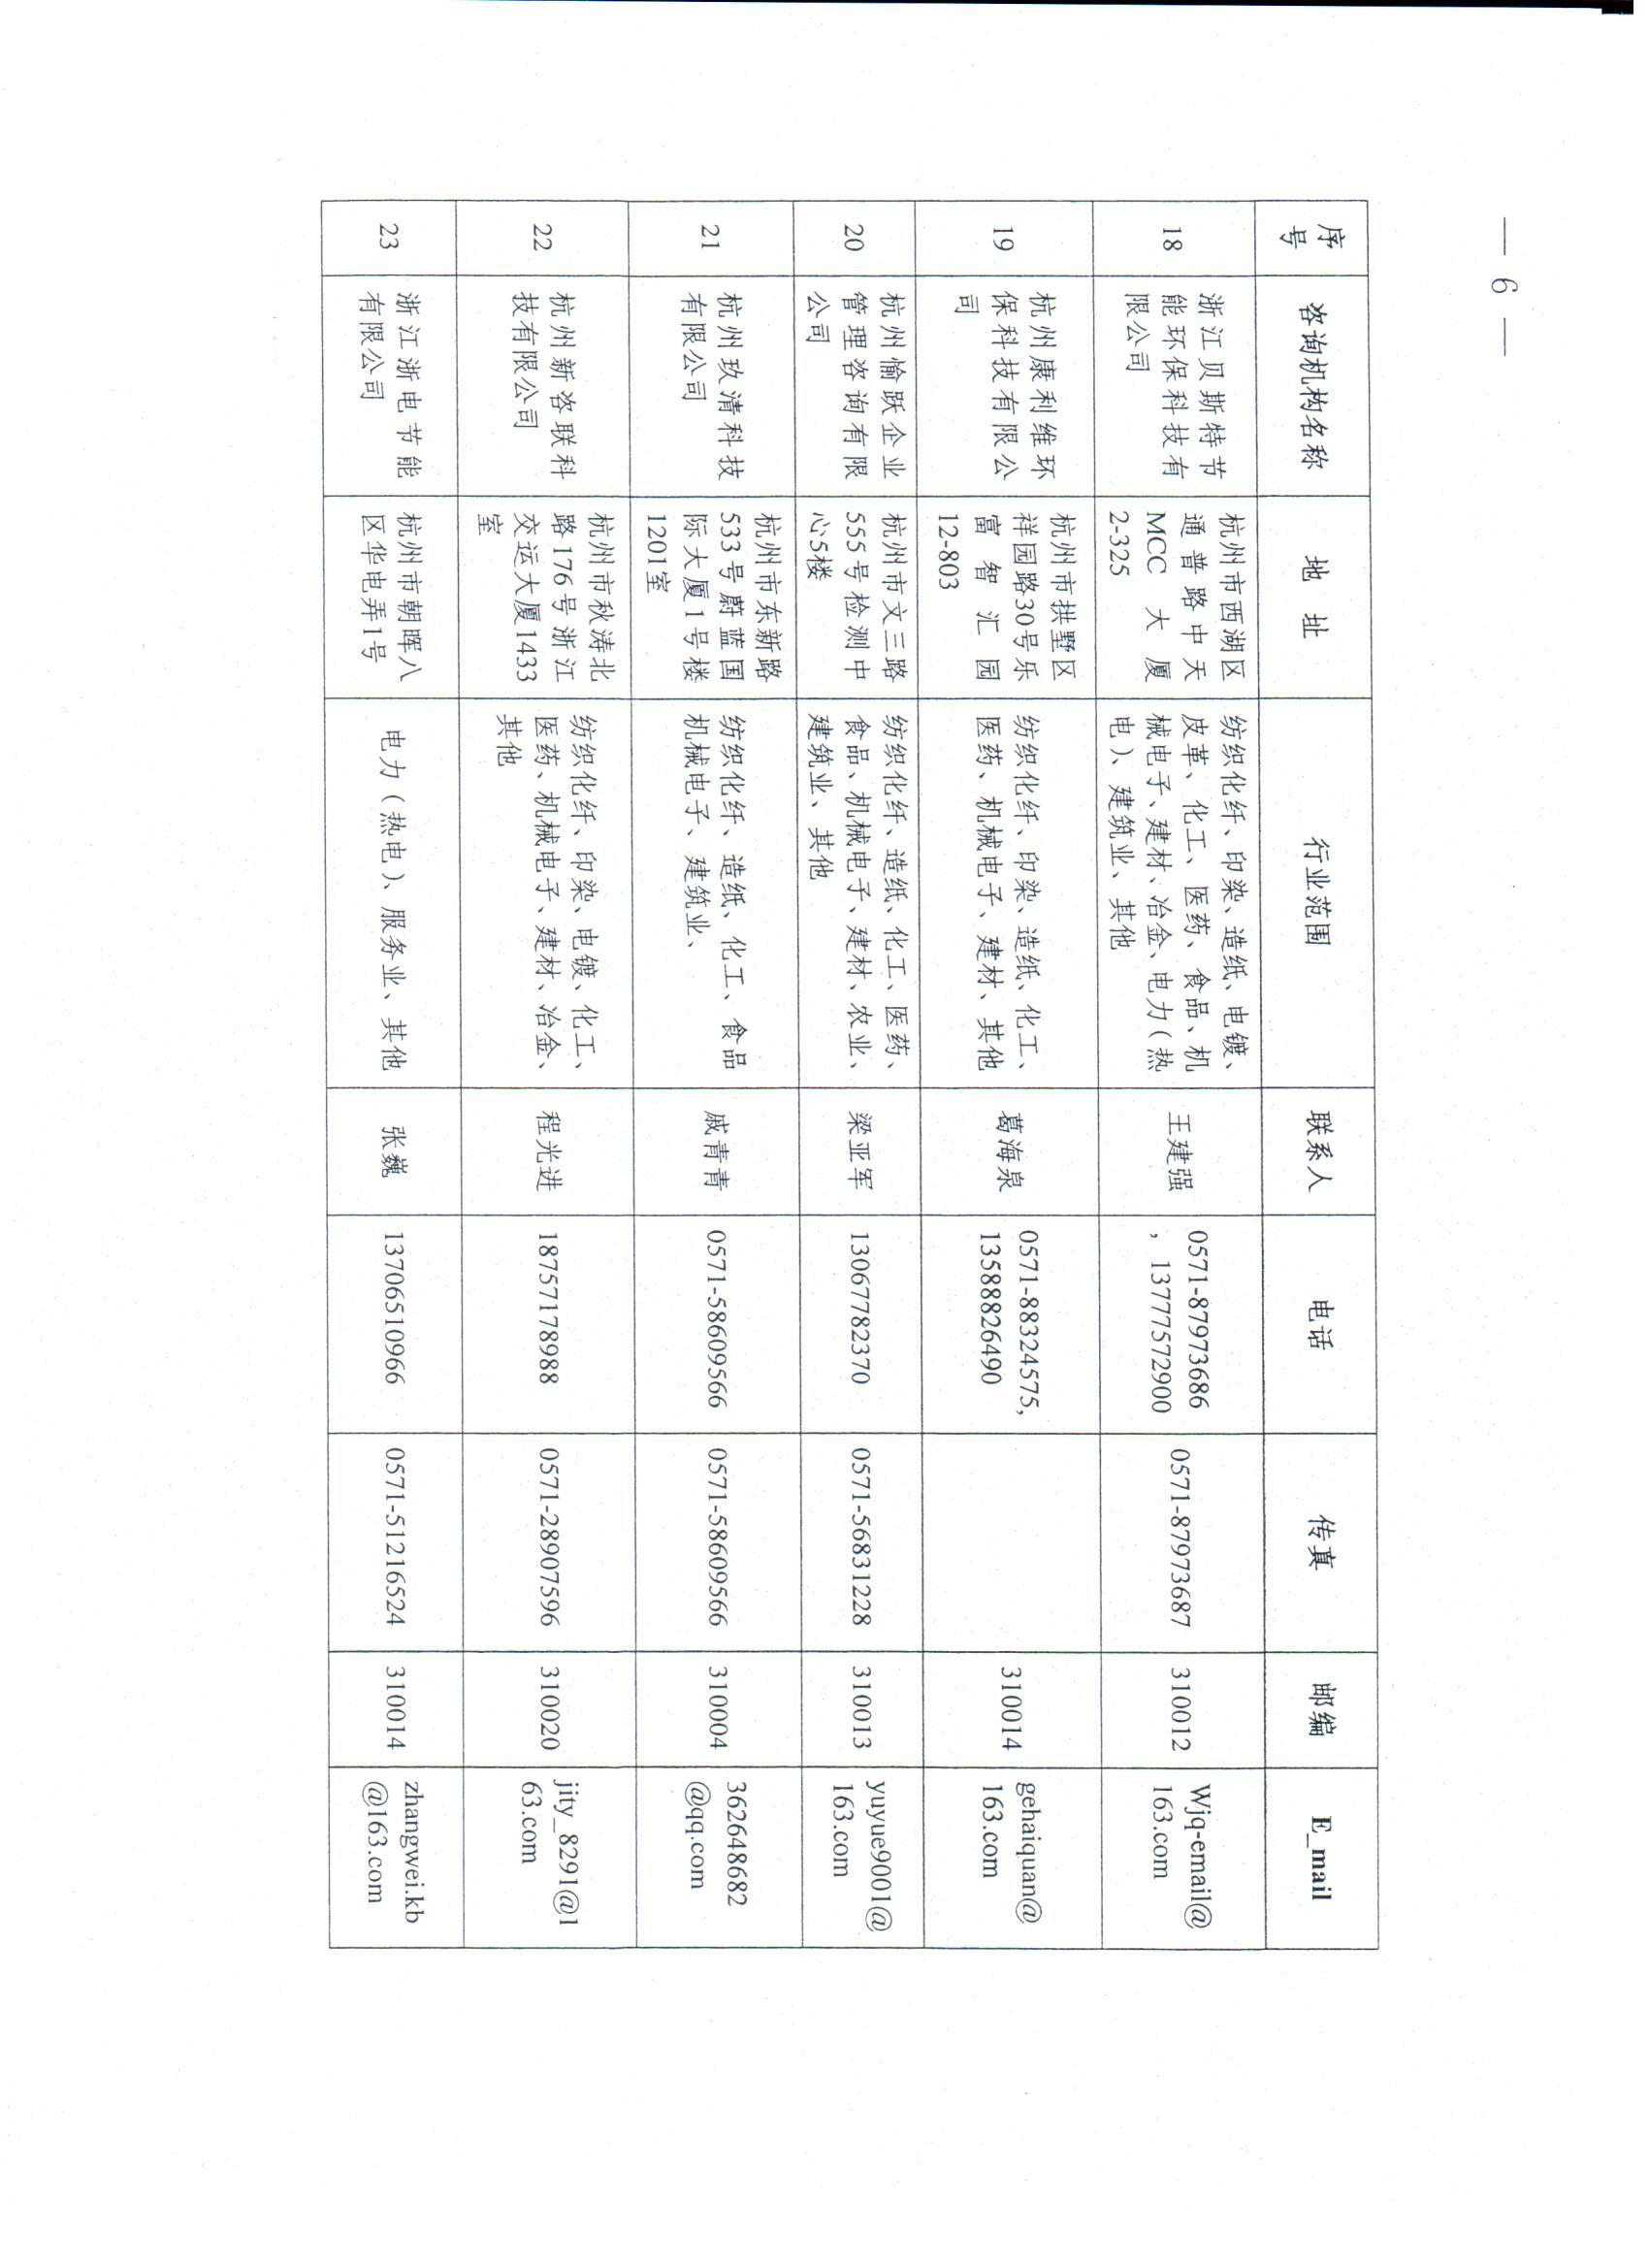 — 6 —
序
号
咨询机构名称
地 址
行业范围
联系人
电话
传真
邮编
E_mail
18
浙江贝斯特节
能环保科技有
限公司
杭州市西湖区
通普路中天
MCC 大厦
2-325
纺织化纤、印染、造纸、电镀、
皮革、化工、医药、食品、机
械电子、建材、冶金、电力(热
电)、建筑业、其他
王建强
0571-87973686
, 13777572900
0571-87973687
310012
Wjq-email@
163.com
19
杭州康利维环
保科技有限公
司
杭州市拱墅区
祥园路30号乐
富智汇园
12-803
纺织化纤、印染、造纸、化工、
医药、机械电子、建材、其他
葛海泉
0571-88324575,
13588826490
310014
gehaiquan@
163.com
20
杭州愉跃企业
管理咨询有限
公司
杭州市文三路
555号检测中
心5楼
纺织化纤、造纸、化工、医药、
食品、机械电子、建材、农业、
建筑业、其他
梁亚军
13067782370
0571-56831228
310013
yuyue9001@
163.com
21
杭州玖清科技
有限公司
杭州市东新路
533号蔚蓝国
际大厦1号楼
1201室
纺织化纤、造纸、化工、食品
机械电子、建筑业、
戚青青
0571-58609566
0571-58609566
310004
362648682
@qq.com
22
杭州新咨联科
技有限公司
杭州市秋涛北
路176号浙江
交运大厦1433
室
纺织化纤、印染、电镀、化工、
医药、机械电子、建材、冶金、
其他
程光进
18757178988
0571-28907596
310020
jity_8291@1
63.com
23
浙江浙电节能
有限公司
杭州市朝晖八
区华电弄1号
电力(热电)、服务业、其他
张巍
13706510966
0571-51216524
310014
zhangwei.kb
@163.com